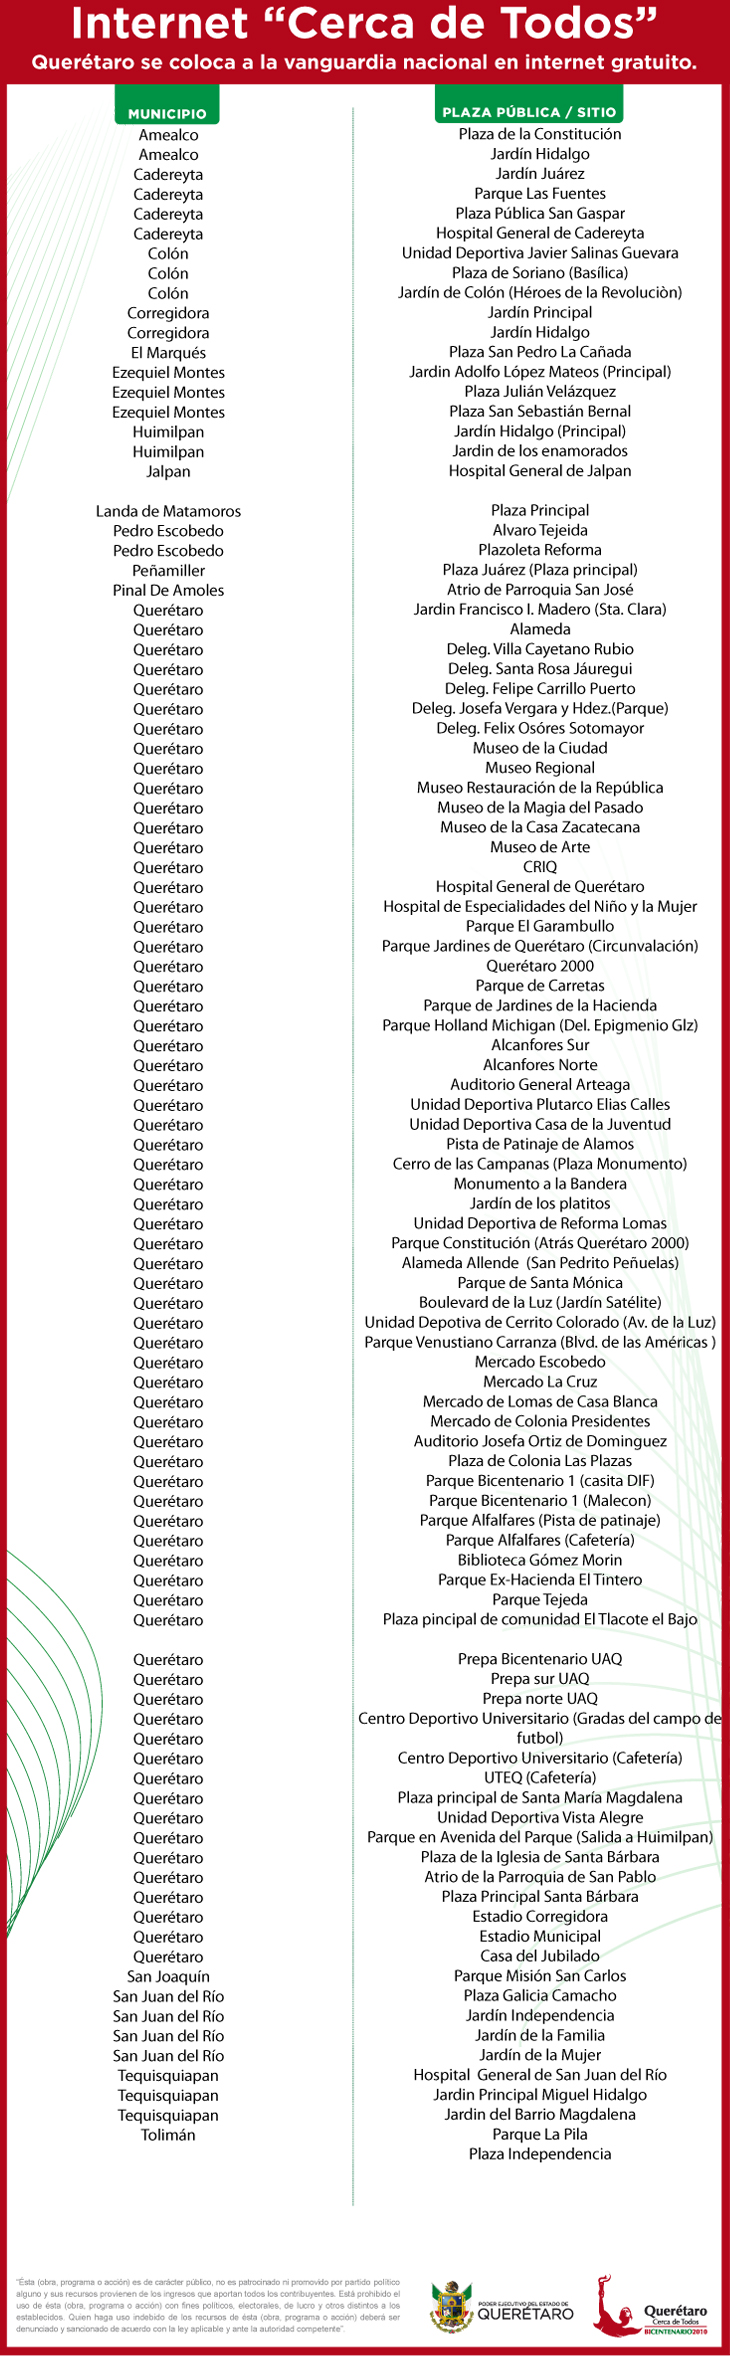 Internet “Cerca de Todos”
Querétaro se coloca a la vanguardia nacional en internet gratuito.
MUNICIPIO PLAZA PÚBLICA / SITIO
Amealco Plaza de la Constitución
Amealco Jardín Hidalgo
Cadereyta Jardín Juárez
Cadereyta Parque Las Fuentes
Cadereyta Plaza Pública San Gaspar
Cadereyta Hospital General de Cadereyta
Colón Unidad Deportiva Javier Salinas Guevara
Colón Plaza de Soriano (Basílica)
Colón Jardín de Colón (Héroes de la Revoluciòn)
Corregidora Jardín Principal
Corregidora Jardín Hidalgo
El Marqués Plaza San Pedro La Cañada
Ezequiel Montes Jardin Adolfo López Mateos (Principal)
Ezequiel Montes Plaza Julián Velázquez
Ezequiel Montes Plaza San Sebastián Bernal
Huimilpan Jardín Hidalgo (Principal)
Huimilpan Jardin de los enamorados
Jalpan Hospital General de Jalpan
Landa de Matamoros Plaza Principal
Pedro Escobedo Alvaro Tejeida
Pedro Escobedo Plazoleta Reforma
Peñamiller Plaza Juárez (Plaza principal)
Pinal De Amoles Atrio de Parroquia San José
Querétaro Jardin Francisco I. Madero (Sta. Clara)
Querétaro Alameda
Querétaro Deleg. Villa Cayetano Rubio
Querétaro Deleg. Santa Rosa Jáuregui
Querétaro Deleg. Felipe Carrillo Puerto
Querétaro Deleg. Josefa Vergara y Hdez.(Parque)
Querétaro Deleg. Felix Osóres Sotomayor
Querétaro Museo de la Ciudad
Querétaro Museo Regional
Querétaro Museo Restauración de la República
Querétaro Museo de la Magia del Pasado
Querétaro Museo de la Casa Zacatecana
Querétaro Museo de Arte
Querétaro CRIQ
Querétaro Hospital General de Querétaro
Querétaro Hospital de Especialidades del Niño y la Mujer
Querétaro Parque El Garambullo
Querétaro Parque Jardines de Querétaro (Circunvalación)
Querétaro Querétaro 2000
Querétaro Parque de Carretas
Querétaro Parque de Jardines de la Hacienda
Querétaro Parque Holland Michigan (Del. Epigmenio Glz)
Querétaro Alcanfores Sur
Querétaro Alcanfores Norte
Querétaro Auditorio General Arteaga
Querétaro Unidad Deportiva Plutarco Elias Calles
Querétaro Unidad Deportiva Casa de la Juventud
Querétaro Pista de Patinaje de Alamos
Querétaro Cerro de las Campanas (Plaza Monumento)
Querétaro Monumento a la Bandera
Querétaro Jardín de los platitos
Querétaro Unidad Deportiva de Reforma Lomas
Querétaro Parque Constitución (Atrás Querétaro 2000)
Querétaro Alameda Allende (San Pedrito Peñuelas)
Querétaro Parque de Santa Mónica
Querétaro Boulevard de la Luz (Jardín Satélite)
Querétaro Unidad Depotiva de Cerrito Colorado (Av. de la Luz)
Querétaro Parque Venustiano Carranza (Blvd. de las Américas )
Querétaro Mercado Escobedo
Querétaro Mercado La Cruz
Querétaro Mercado de Lomas de Casa Blanca
Querétaro Mercado de Colonia Presidentes
Querétaro Auditorio Josefa Ortiz de Dominguez
Querétaro Plaza de Colonia Las Plazas
Querétaro Parque Bicentenario 1 (casita DIF)
Querétaro Parque Bicentenario 1 (Malecon)
Querétaro Parque Alfalfares (Pista de patinaje)
Querétaro Parque Alfalfares (Cafetería)
Querétaro Biblioteca Gómez Morin
Querétaro Parque Ex-Hacienda El Tintero
Querétaro Parque Tejeda
Querétaro Plaza pincipal de comunidad El Tlacote el Bajo
Querétaro Prepa Bicentenario UAQ
Querétaro Prepa sur UAQ
Querétaro Prepa norte UAQ
Querétaro Centro Deportivo Universitario (Gradas del campo de
Querétaro futbol)
Querétaro Centro Deportivo Universitario (Cafetería)
Querétaro UTEQ (Cafetería)
Querétaro Plaza principal de Santa María Magdalena
Querétaro Unidad Deportiva Vista Alegre
Querétaro Parque en Avenida del Parque (Salida a Huimilpan)
Querétaro Plaza de la Iglesia de Santa Bárbara
Querétaro Atrio de la Parroquia de San Pablo
Querétaro Plaza Principal Santa Bárbara
Querétaro Estadio Corregidora
Querétaro Estadio Municipal
Querétaro Casa del Jubilado
San Joaquín Parque Misión San Carlos
San Juan del Río Plaza Galicia Camacho
San Juan del Río Jardín Independencia
San Juan del Río Jardín de la Familia
San Juan del Río Jardín de la Mujer
Tequisquiapan Hospital General de San Juan del Río
Tequisquiapan Jardin Principal Miguel Hidalgo
Tequisquiapan Jardin del Barrio Magdalena
Tolimán Parque La Pila
Plaza Independencia
“Ésta (obra, programa o acción) es de carácter público, no es patrocinado ni promovido por partido político
alguno y sus recursos provienen de los ingresos que aportan todos los contribuyentes. Está prohibido el
uso de ésta (obra, programa o acción) con fines políticos, electorales, de lucro y otros distintos a los
establecidos. Quien haga uso indebido de los recursos de ésta (obra, programa o acción) deberá ser
denunciado y sancionado de acuerdo con la ley aplicable y ante la autoridad competente”.
PODER EJECUTIVO DEL ESTADO DE
QUERÉTARO
Querétaro
Cerca de Todos
BICENTENARIO2010